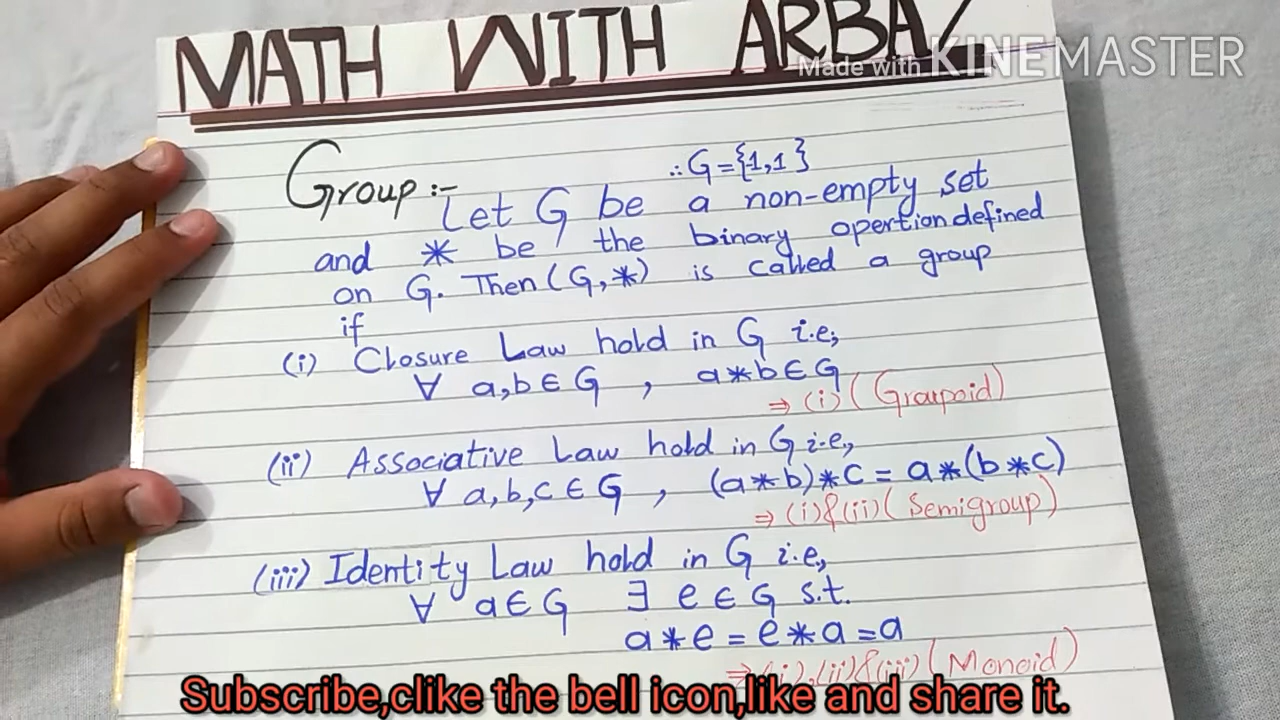 MATH WITH ARBAZ
Made with KINEMASTER
Group :- ∴ G = {1,1}
Let G be a non-empty set
and * be the binary opertion defined
on G. Then (G,*) is called a group
if
(i) Closure Law hold in G i.e;
∀ a,b ∈ G , a*b ∈ G
⇒ (i) (Groupoid)
(ii) Associative Law hold in G i.e,
∀ a,b,c ∈ G , (a*b)*c = a*(b*c)
⇒ (i)&(ii) (Semigroup)
(iii) Identity Law hold in G i.e,
∀ a ∈ G ∃ e ∈ G s.t.
a*e = e*a = a
⇒ (i),(ii)&(iii) (Monoid)
Subscribe,clike the bell icon,like and share it.